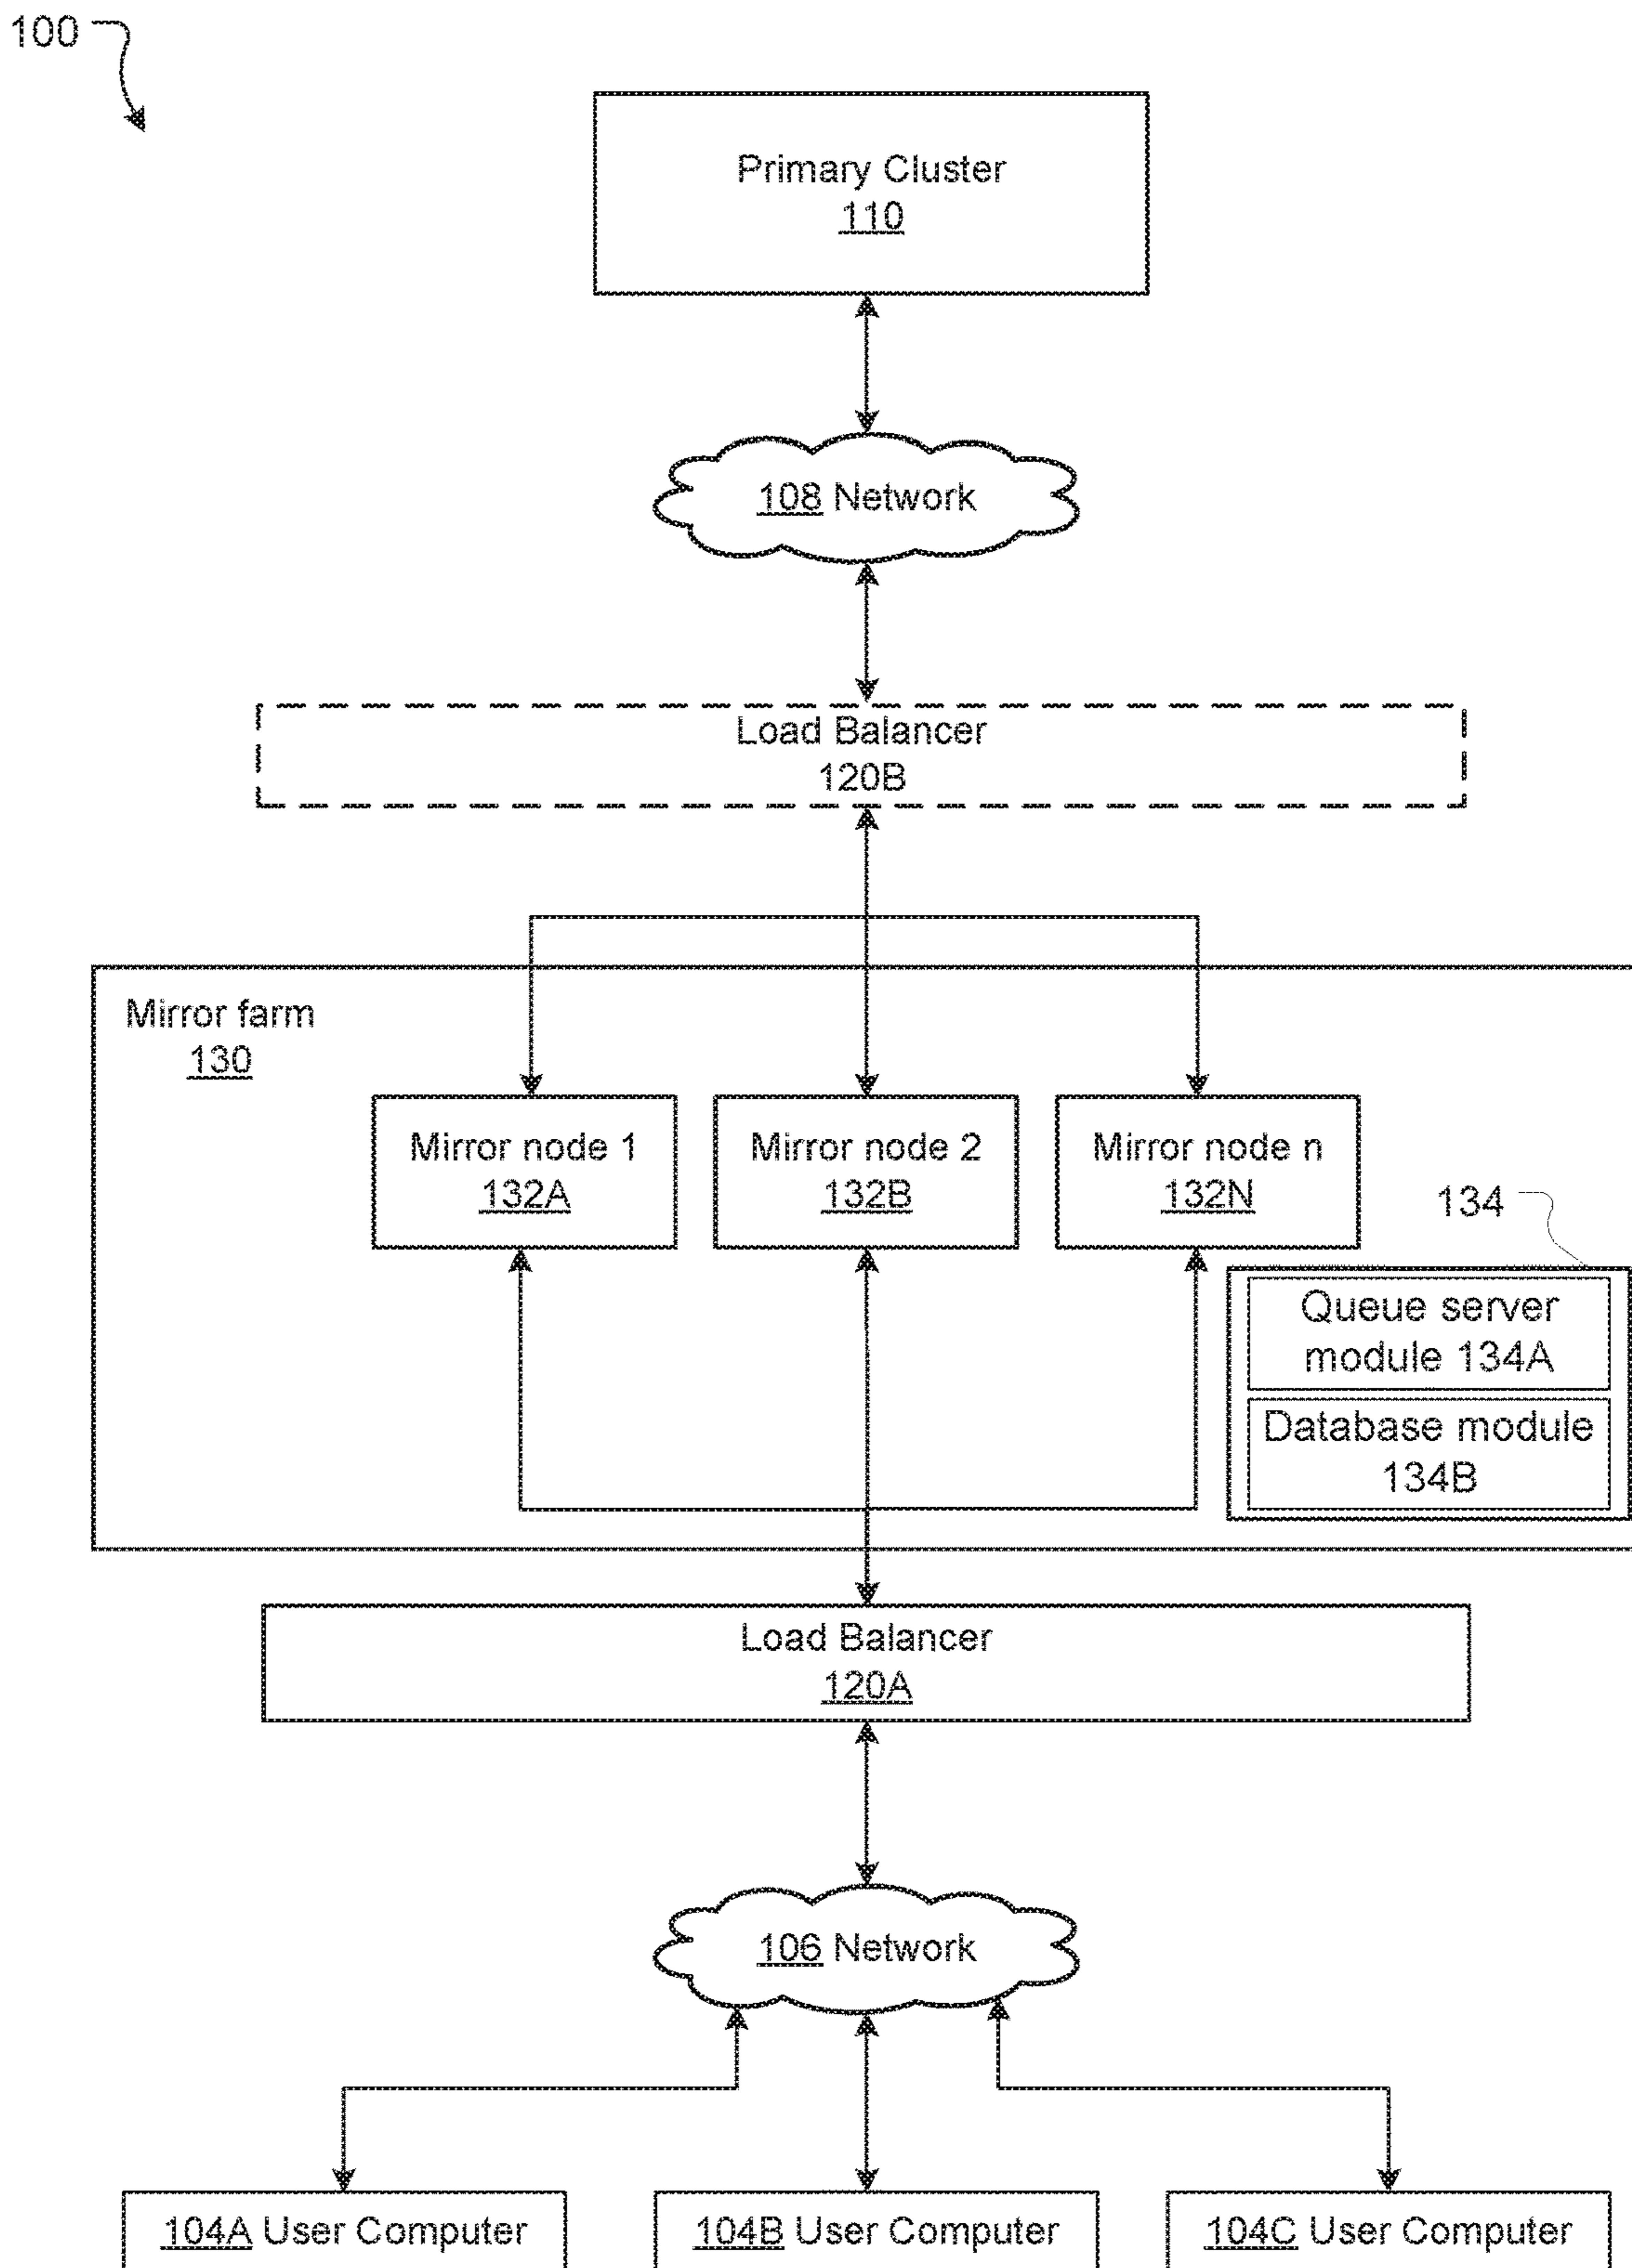 100
Primary Cluster
110
108 Network
Load Balancer
120B
Mirror farm
130
Mirror node 1
132A
Mirror node 2
132B
Mirror node n
132N
134
Queue server
module 134A
Database module
134B
Load Balancer
120A
106 Network
104A User Computer
104B User Computer
104C User Computer